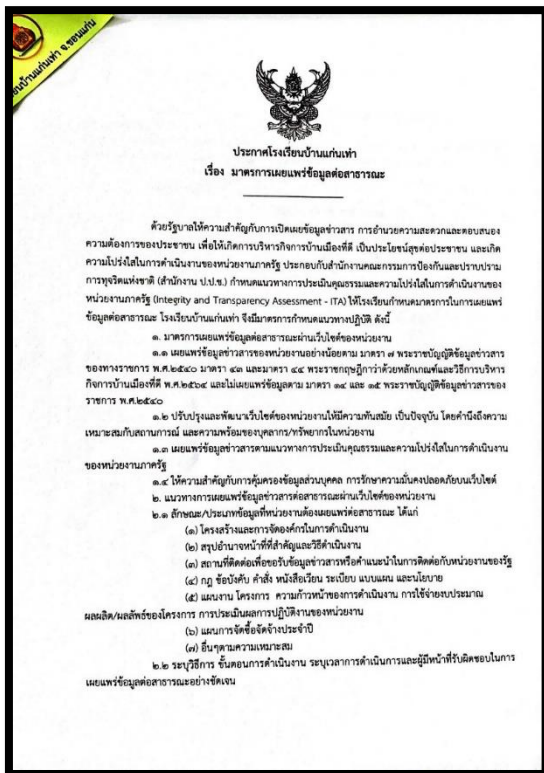 ยนบ้านแก่นเท่า จ.ขอนแก่น
ประกาศโรงเรียนบ้านแก่นเท่า
เรื่อง มาตรการเผยแพร่ข้อมูลต่อสาธารณะ
ด้วยรัฐบาลให้ความสำคัญกับการเปิดเผยข้อมูลข่าวสาร การอำนวยความสะดวกและตอบสนอง
ความต้องการของประชาชน เพื่อให้เกิดการบริหารกิจการบ้านเมืองที่ดี เป็นประโยชน์สุขต่อประชาชน และเกิด
ความโปร่งใสในการดำเนินงานของหน่วยงานภาครัฐ ประกอบกับสำนักงานคณะกรรมการป้องกันและปราบปราม
การทุจริตแห่งชาติ (สำนักงาน ป.ป.ช.) กำหนดแนวทางการประเมินคุณธรรมและความโปร่งใสในการดำเนินงานของ
หน่วยงานภาครัฐ (Integrity and Transparency Assessment - ITA) ให้โรงเรียนกำหนดมาตรการในการเผยแพร่
ข้อมูลต่อสาธารณะ โรงเรียนบ้านแก่นเท่า จึงมีมาตรการกำหนดแนวทางปฏิบัติ ดังนี้
๑. มาตรการเผยแพร่ข้อมูลต่อสาธารณะผ่านเว็บไซต์ของหน่วยงาน
๑.๑ เผยแพร่ข้อมูลข่าวสารของหน่วยงานอย่างน้อยตาม มาตรา ๗ พระราชบัญญัติข้อมูลข่าวสาร
ของทางราชการ พ.ศ.๒๕๔๐ มาตรา ๔๓ และมาตรา ๔๔ พระราชกฤษฎีกาว่าด้วยหลักเกณฑ์และวิธีการบริหาร
กิจการบ้านเมืองที่ดี พ.ศ.๒๕๖๔ และไม่เผยแพร่ข้อมูลตาม มาตรา ๑๔ และ ๑๕ พระราชบัญญัติข้อมูลข่าวสารของ
ราชการ พ.ศ.๒๕๔๐
๑.๒ ปรับปรุงและพัฒนาเว็บไซต์ของหน่วยงานให้มีความทันสมัย เป็นปัจจุบัน โดยคำนึงถึงความ
เหมาะสมกับสถานการณ์ และความพร้อมของบุคลากร/ทรัพยากรในหน่วยงาน
๑.๓ เผยแพร่ข้อมูลข่าวสารตามแนวทางการประเมินคุณธรรมและความโปร่งใสในการดำเนินงาน
ของหน่วยงานภาครัฐ
๑.๔ ให้ความสำคัญกับการคุ้มครองข้อมูลส่วนบุคคล การรักษาความมั่นคงปลอดภัยบนเว็บไซต์
๒. แนวทางการเผยแพร่ข้อมูลข่าวสารต่อสาธารณะผ่านเว็บไซต์ของหน่วยงาน
๒.๑ ลักษณะ/ประเภทข้อมูลที่หน่วยงานต้องเผยแพร่ต่อสาธารณะ ได้แก่
(๑) โครงสร้างและการจัดองค์กรในการดำเนินงาน
(๒) สรุปอำนาจหน้าที่ที่สำคัญและวิธีดำเนินงาน
(๓) สถานที่ติดต่อเพื่อขอรับข้อมูลข่าวสารหรือคำแนะนำในการติดต่อกับหน่วยงานของรัฐ
(๔) กฎ ข้อบังคับ คำสั่ง หนังสือเวียน ระเบียบ แบบแผน และนโยบาย
(๕) แผนงาน โครงการ ความก้าวหน้าของการดำเนินงาน การใช้จ่ายงบประมาณ
ผลผลิต/ผลลัพธ์ของโครงการ การประเมินผลการปฏิบัติงานของหน่วยงาน
(๖) แผนการจัดซื้อจัดจ้างประจำปี
(๗) อื่นๆตามความเหมาะสม
๒.๒ ระบุวิธีการ ขั้นตอนการดำเนินงาน ระบุเวลาการดำเนินการและผู้มีหน้าที่รับผิดชอบในการ
เผยแพร่ข้อมูลต่อสาธารณะอย่างชัดเจน